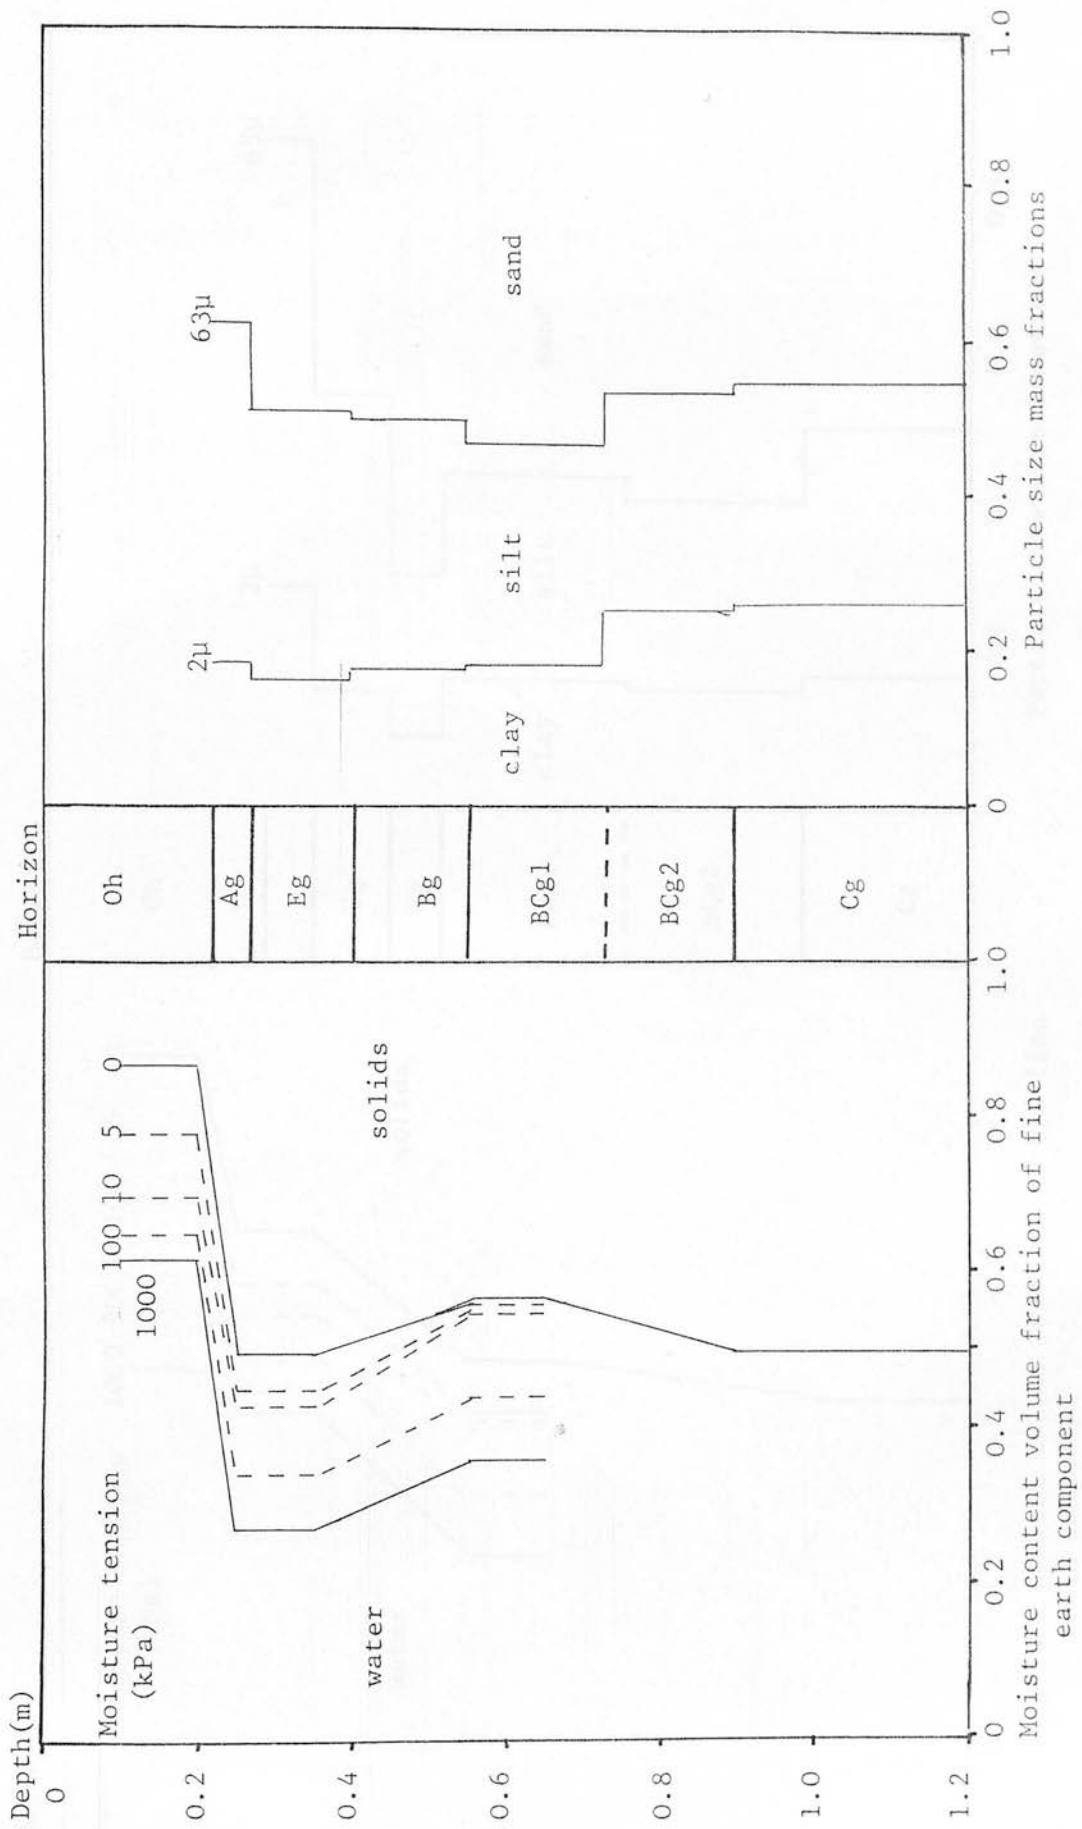 Depth(m)
0
0.2
0.4
0.6
0.8
1.0
1.2
Moisture tension
(kPa)
1000
100
10
5
0
water
solids
0
0.2
0.4
0.6
0.8
1.0
Moisture content volume fraction of fine
earth component
Horizon
Oh
Ag
Eg
Bg
BCg1
BCg2
Cg
2μ
63μ
clay
silt
sand
0
0.2
0.4
0.6
0.8
1.0
Particle size mass fractions